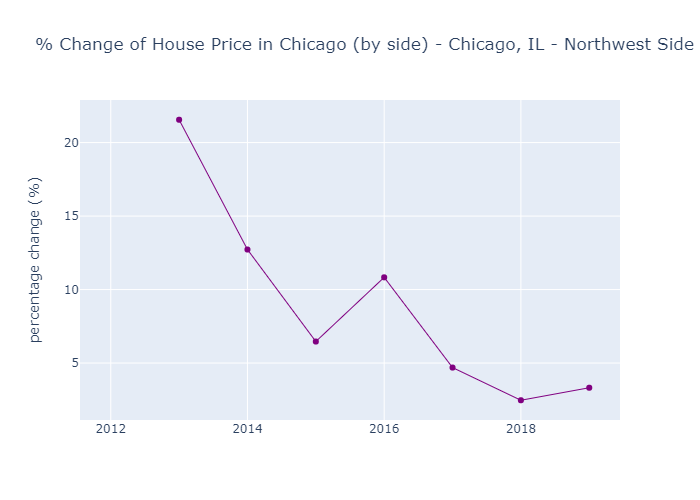 % Change of House Price in Chicago (by side) - Chicago, IL - Northwest Side
percentage change (%)
20
15
10
5
2012 2014 2016 2018